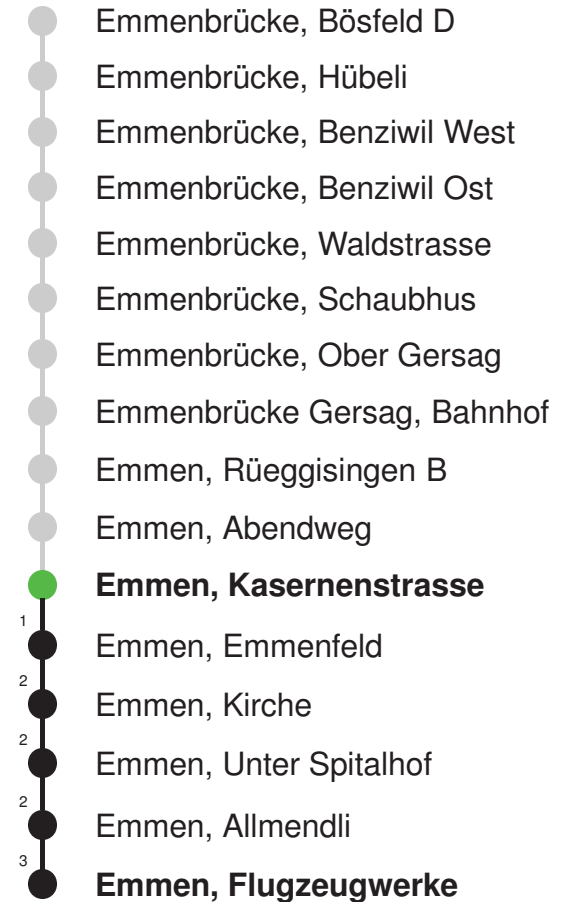 Emmenbrücke, Bösfeld D
Emmenbrücke, Hübeli
Emmenbrücke, Benziwil West
Emmenbrücke, Benziwil Ost
Emmenbrücke, Waldstrasse
Emmenbrücke, Schaubhus
Emmenbrücke, Ober Gersag
Emmenbrücke Gersag, Bahnhof
Emmen, Rüeggisingen B
Emmen, Abendweg
Emmen, Kasernenstrasse
1 Emmen, Emmenfeld
2 Emmen, Kirche
2 Emmen, Unter Spitalhof
2 Emmen, Allmendli
3 Emmen, Flugzeugwerke